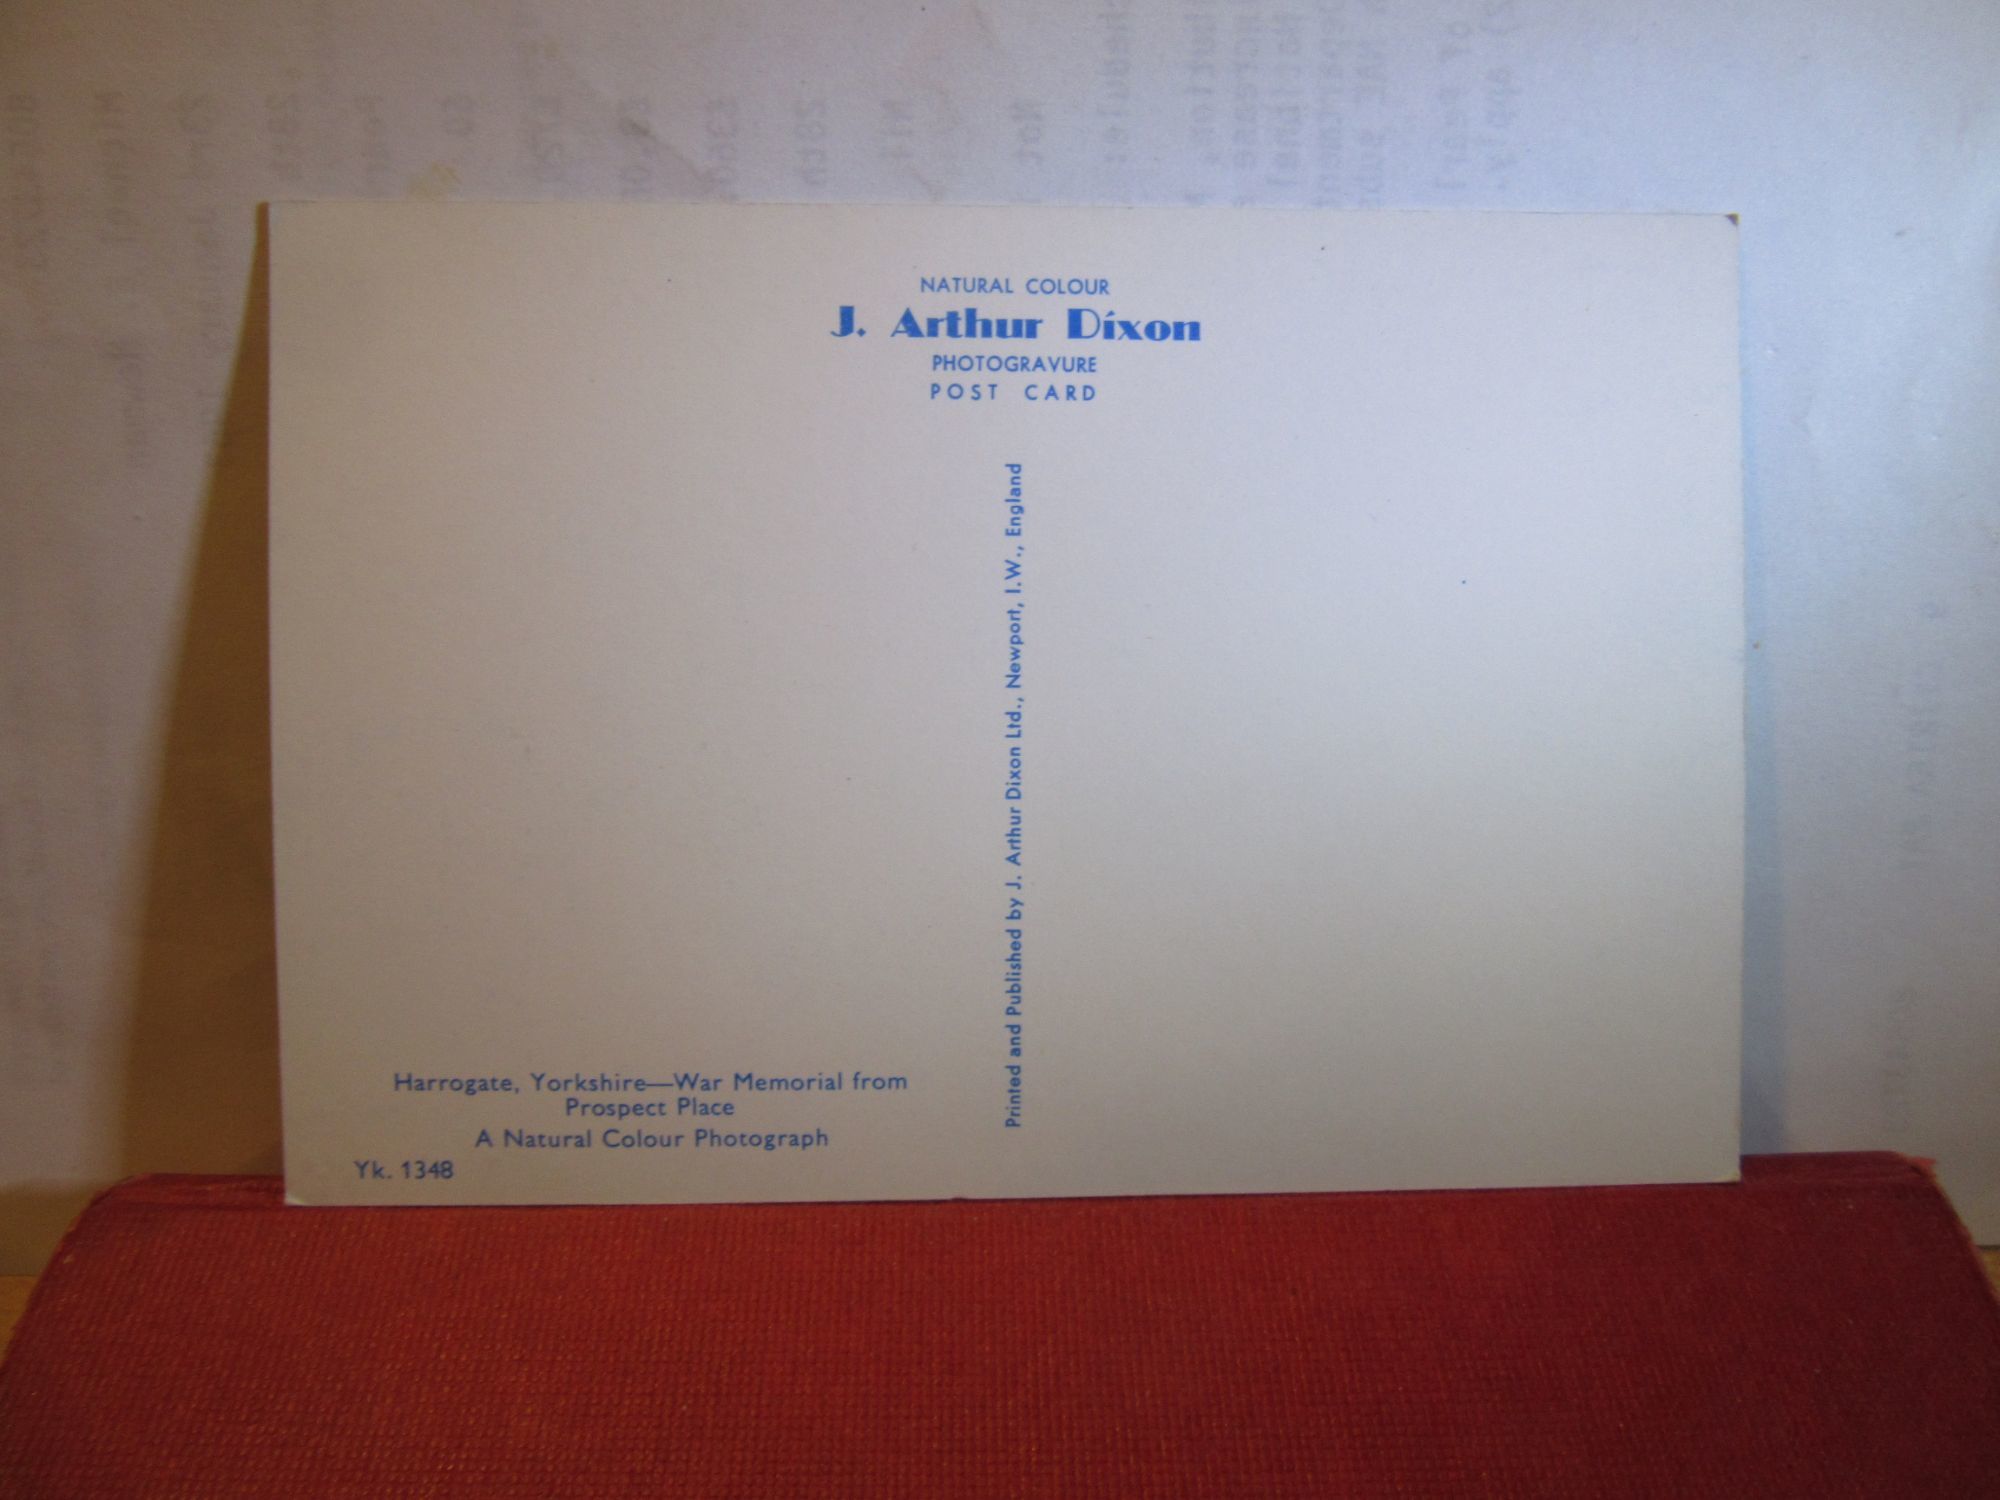 NATURAL COLOUR
J. Arthur Dixon
PHOTOGRAVURE
POST CARD
Printed and Published by J. Arthur Dixon Ltd., Newport, I.W., England
Harrogate, Yorkshire—War Memorial from
Prospect Place
A Natural Colour Photograph
Yk. 1348